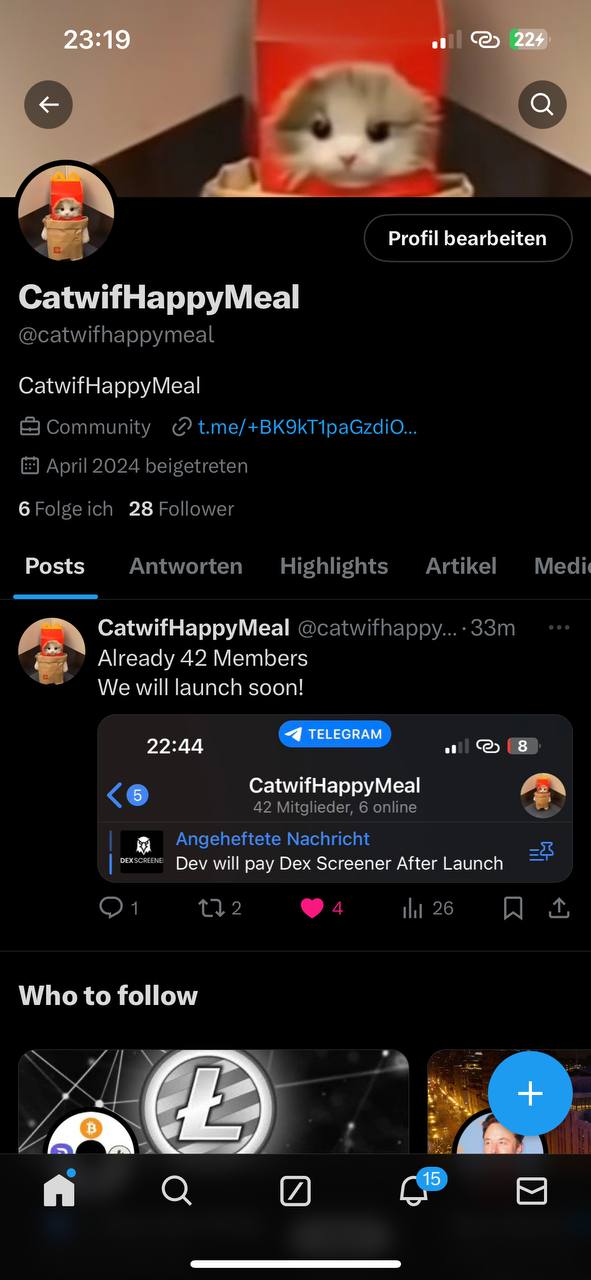 23:19
22
Profil bearbeiten
CatwifHappyMeal
@catwifhappymeal
CatwifHappyMeal
Community t.me/+BK9kT1paGzdiO...
April 2024 beigetreten
6 Folge ich 28 Follower
Posts Antworten Highlights Artikel Medi
CatwifHappyMeal @catwifhappy... · 33m
Already 42 Members
We will launch soon!
TELEGRAM
22:44 8
5 CatwifHappyMeal
42 Mitglieder, 6 online
Angeheftete Nachricht
DEX SCREENE
Dev will pay Dex Screener After Launch
1 2 4 26
Who to follow
15